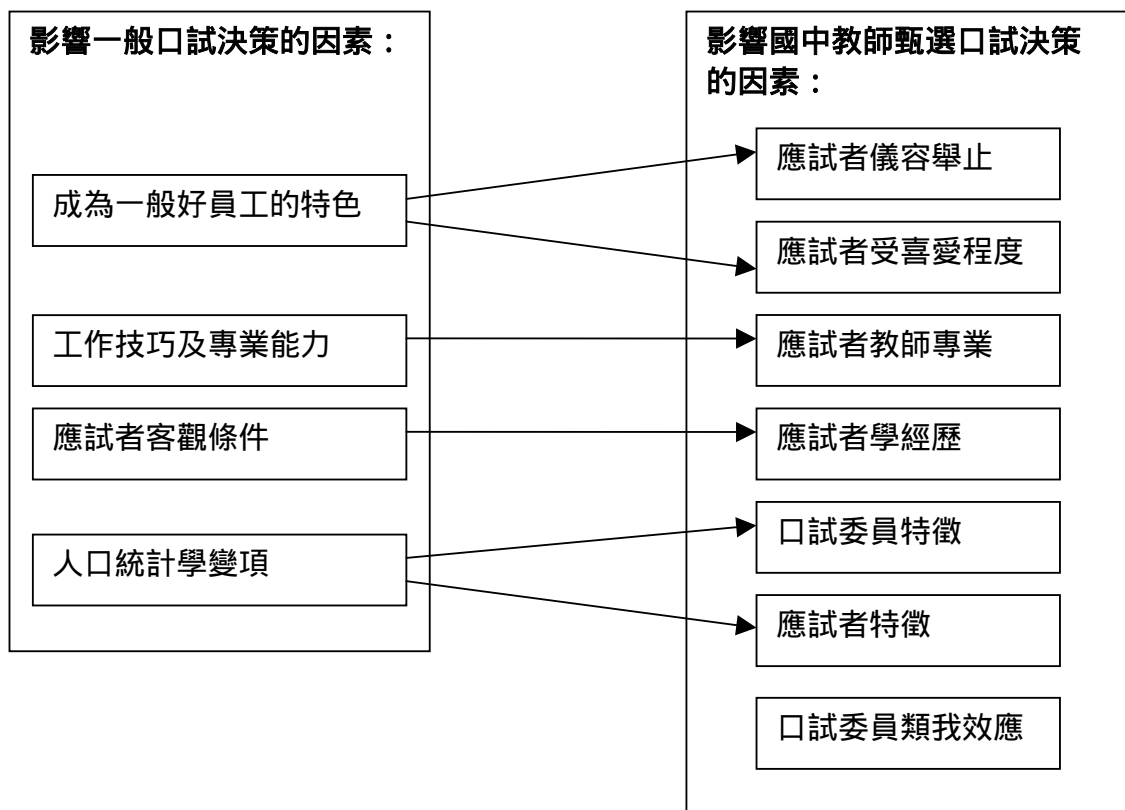 影響一般口試決策的因素：
成為一般好員工的特色
工作技巧及專業能力
應試者客觀條件
人口統計學變項
影響國中教師甄選口試決策
的因素：
應試者儀容舉止
應試者受喜愛程度
應試者教師專業
應試者學經歷
口試委員特徵
應試者特徵
口試委員類我效應